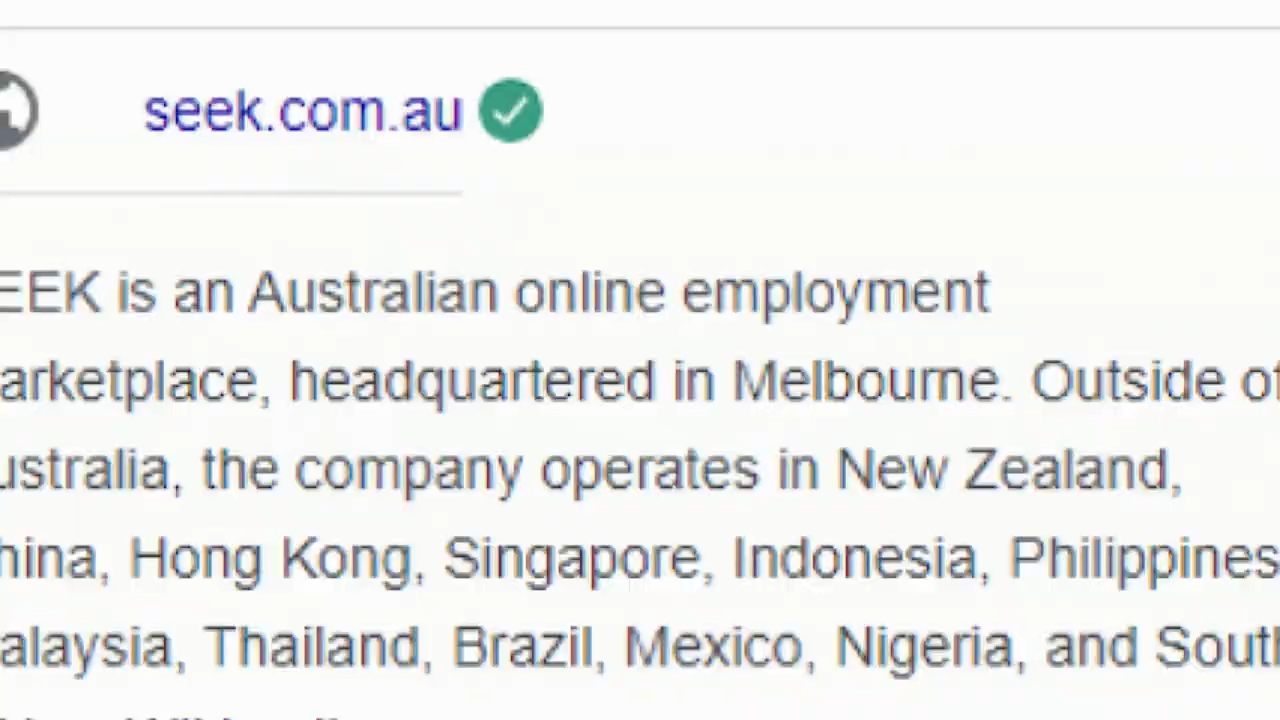 seek.com.au
EEK is an Australian online employment
arketplace, headquartered in Melbourne. Outside of
ustralia, the company operates in New Zealand,
hina, Hong Kong, Singapore, Indonesia, Philippines
alaysia, Thailand, Brazil, Mexico, Nigeria, and South